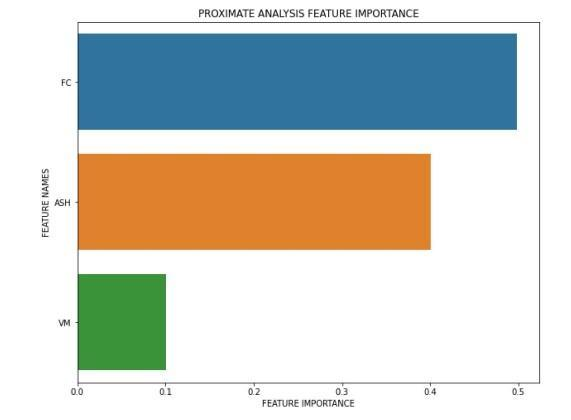 PROXIMATE ANALYSIS FEATURE IMPORTANCE
FC
ASH
VM
FEATURE NAMES
0.0 0.1 0.2 0.3 0.4 0.5
FEATURE IMPORTANCE